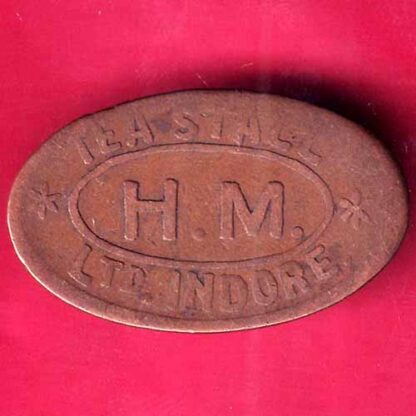 TEA STALL
H.M.
LTD. INDORE